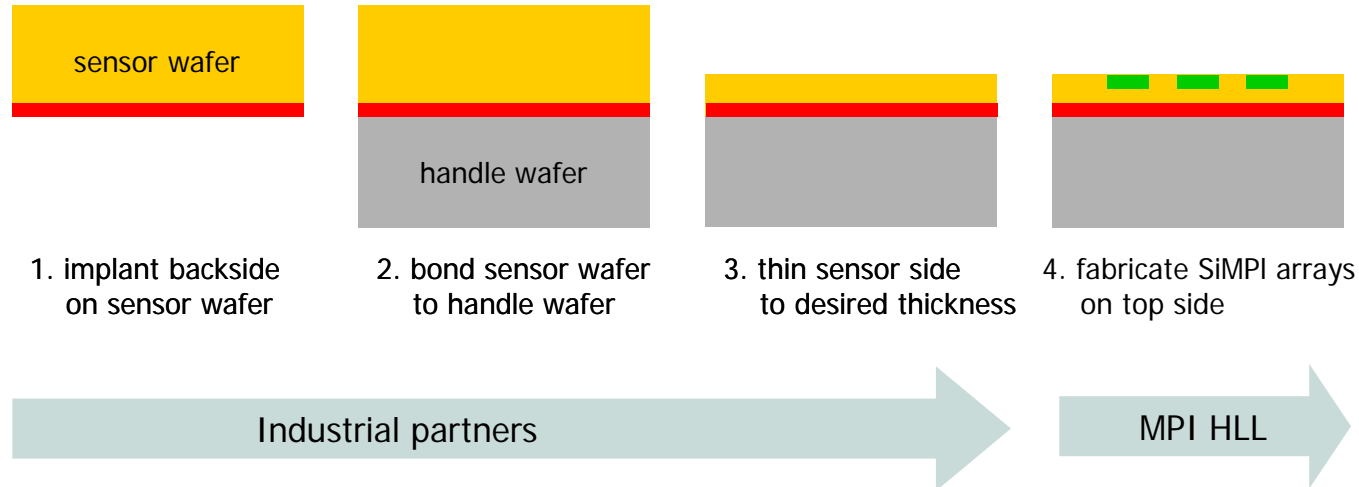 sensor wafer
handle wafer
1. implant backside
on sensor wafer
2. bond sensor wafer
to handle wafer
3. thin sensor side
to desired thickness
4. fabricate SiMPl arrays
on top side
Industrial partners
MPI HLL